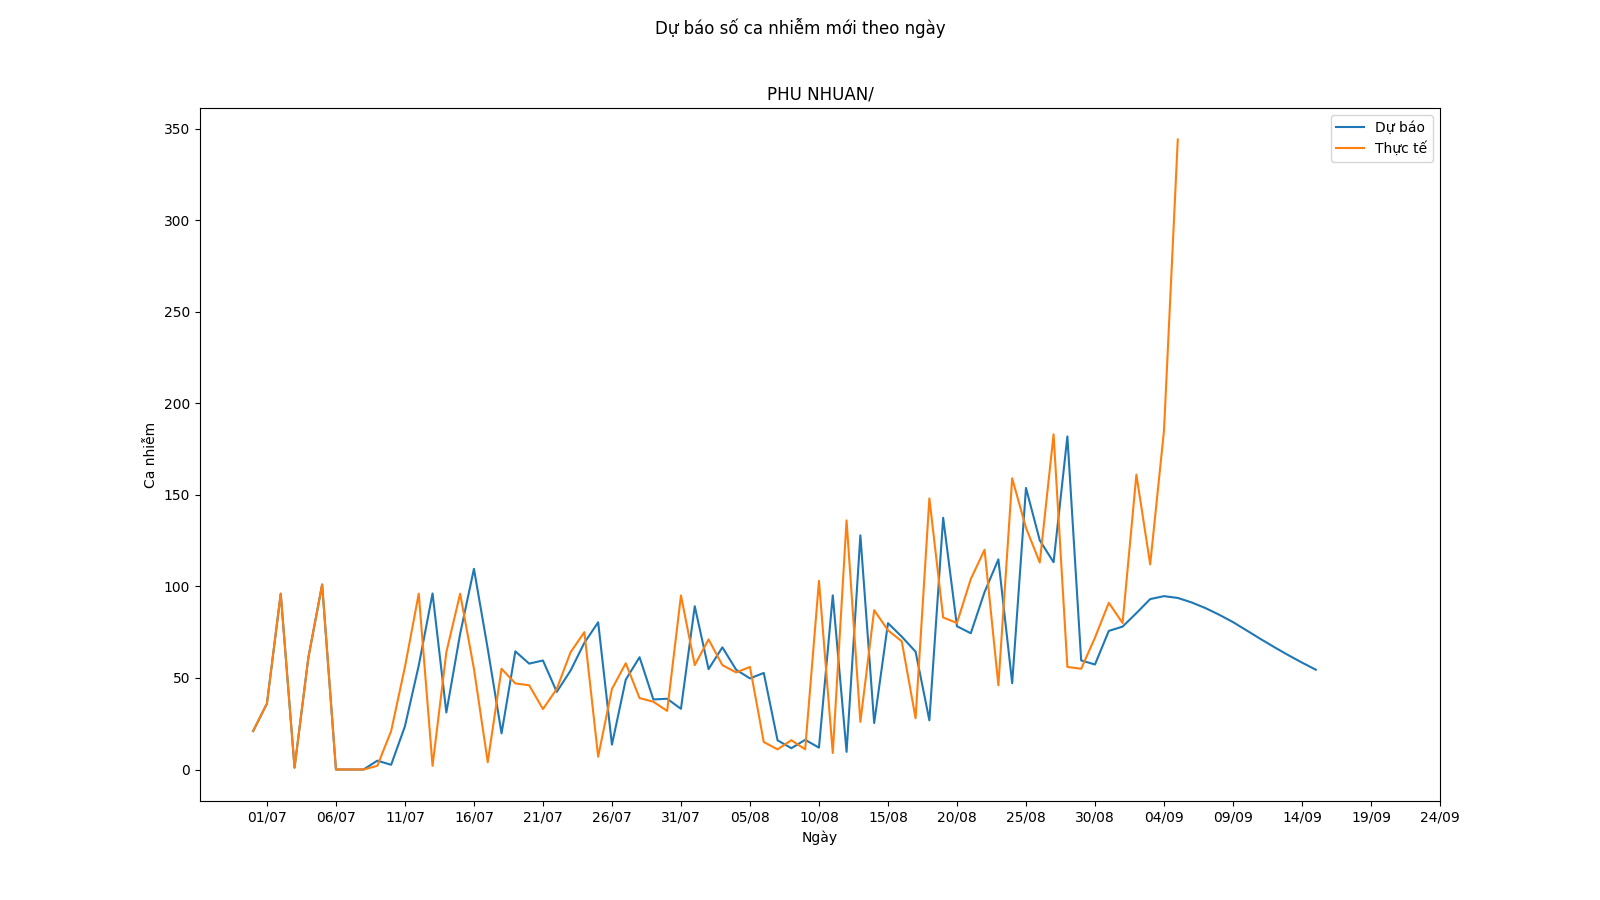 Dự báo số ca nhiễm mới theo ngày
PHU NHUAN/
Dự báo
Thực tế
350
300
250
200
150
100
50
0
Ca nhiễm
01/07 06/07 11/07 16/07 21/07 26/07 31/07 05/08 10/08 15/08 20/08 25/08 30/08 04/09 09/09 14/09 19/09 24/09
Ngày